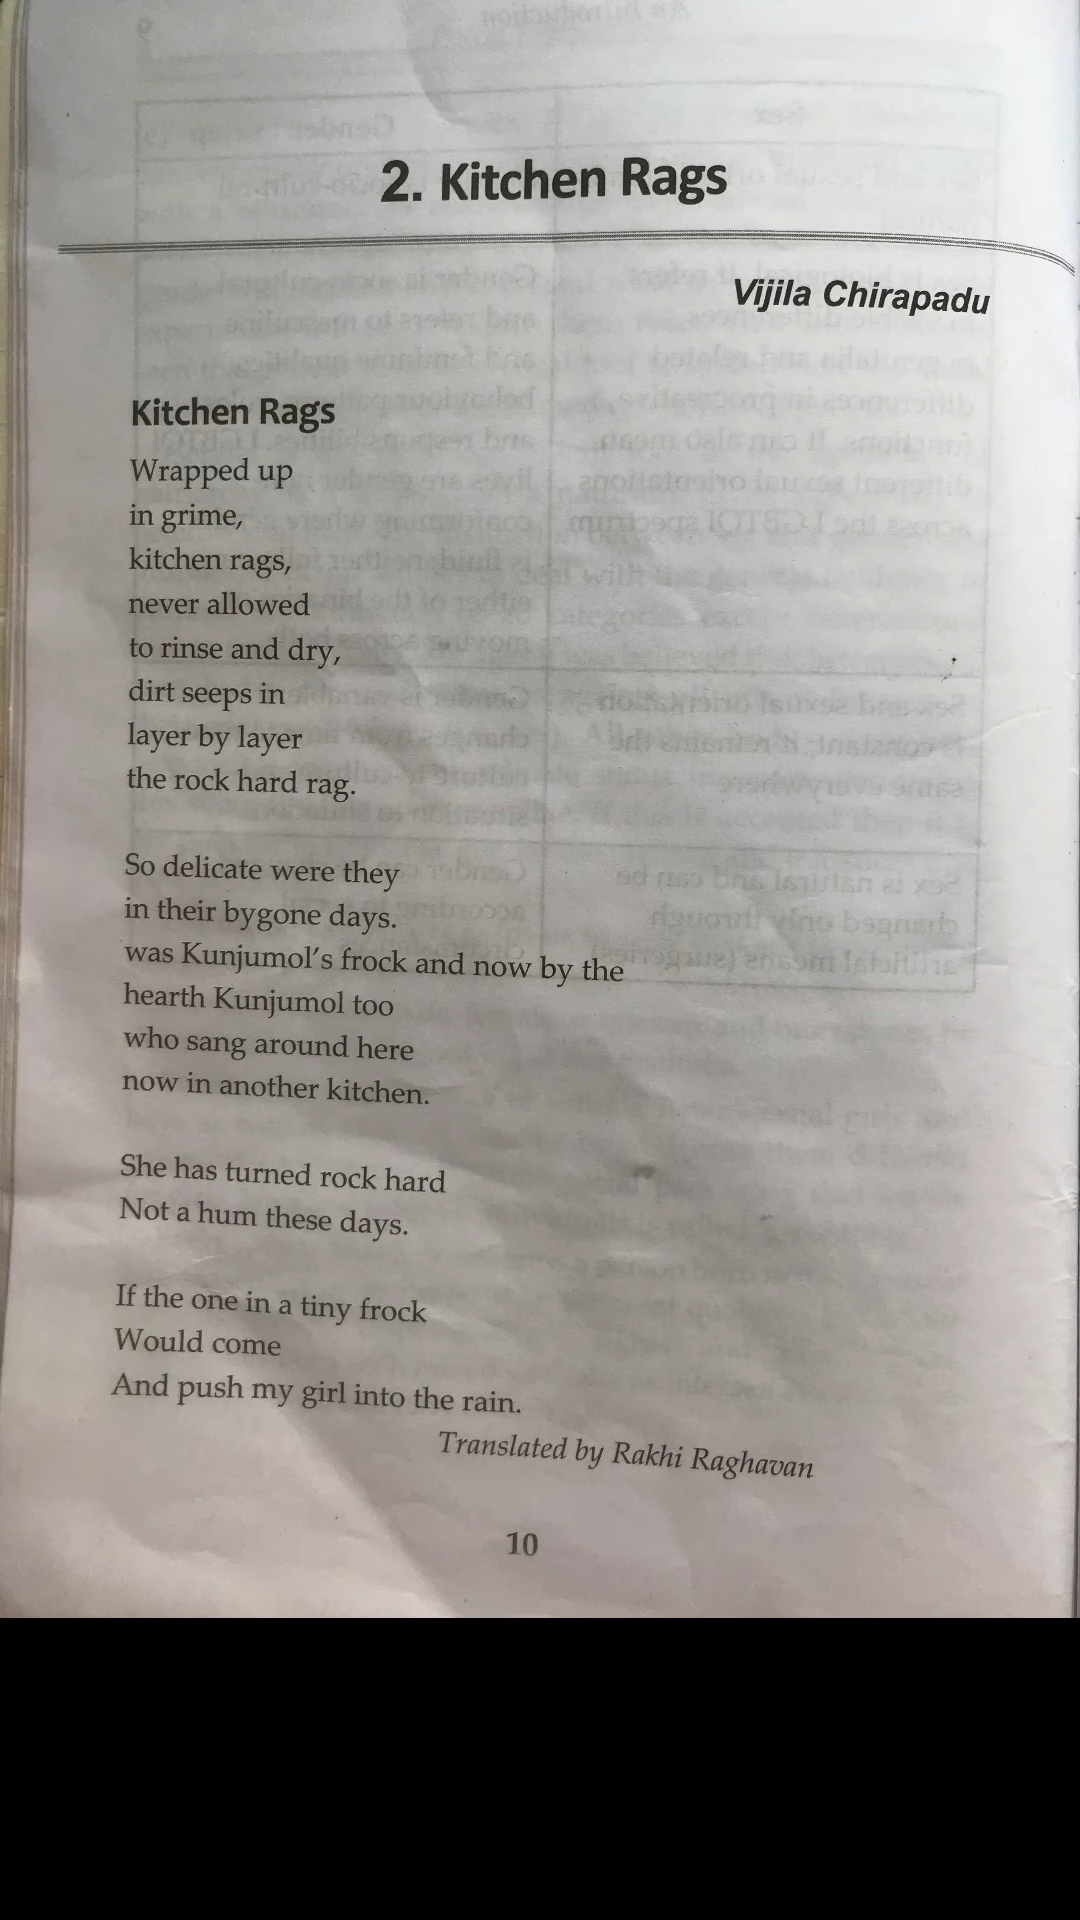 2. Kitchen Rags
Vijila Chirapadu
Kitchen Rags
Wrapped up
in grime,
kitchen rags,
never allowed
to rinse and dry,
dirt seeps in
layer by layer
the rock hard rag.
So delicate were they
in their bygone days.
was Kunjumol's frock and now by the
hearth Kunjumol too
who sang around here
now in another kitchen.
She has turned rock hard
Not a hum these days.
If the one in a tiny frock
Would come
And push my girl into the rain.
Translated by Rakhi Raghavan
10